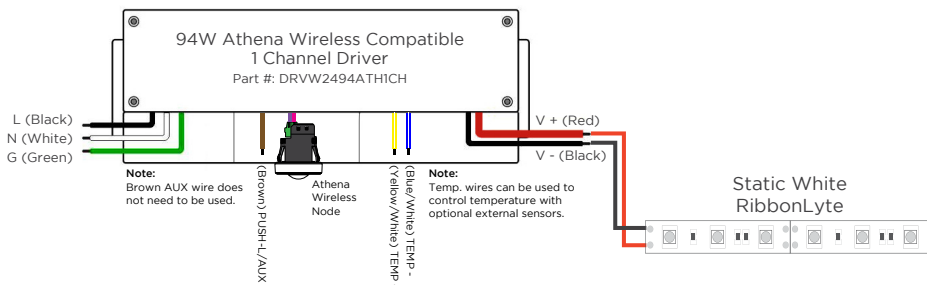 94W Athena Wireless Compatible
1 Channel Driver
Part #: DRVW2494ATH1CH
L (Black)
N (White)
G (Green)
Note:
Brown AUX wire does
not need to be used.
(Brown) PUSH-L/AUX
Athena
Wireless
Node
(Yellow/White) TEMP
(Blue/White) TEMP -
Note:
Temp. wires can be used to
control temperature with
optional external sensors.
V + (Red)
V - (Black)
Static White
RibbonLyte